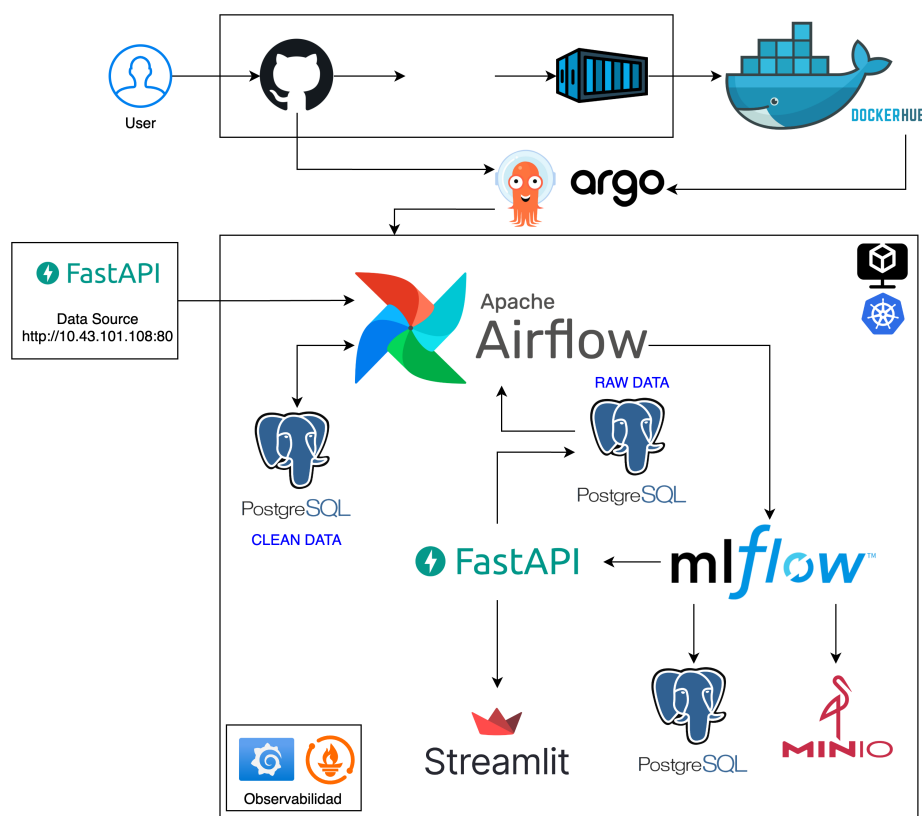 User
DOCKERHUB
argo
FastAPI
Data Source
http://10.43.101.108:80
Apache
Airflow
RAW DATA
PostgreSQL
PostgreSQL
CLEAN DATA
FastAPI
mlflow™
Streamlit
PostgreSQL
MINIO
Observabilidad